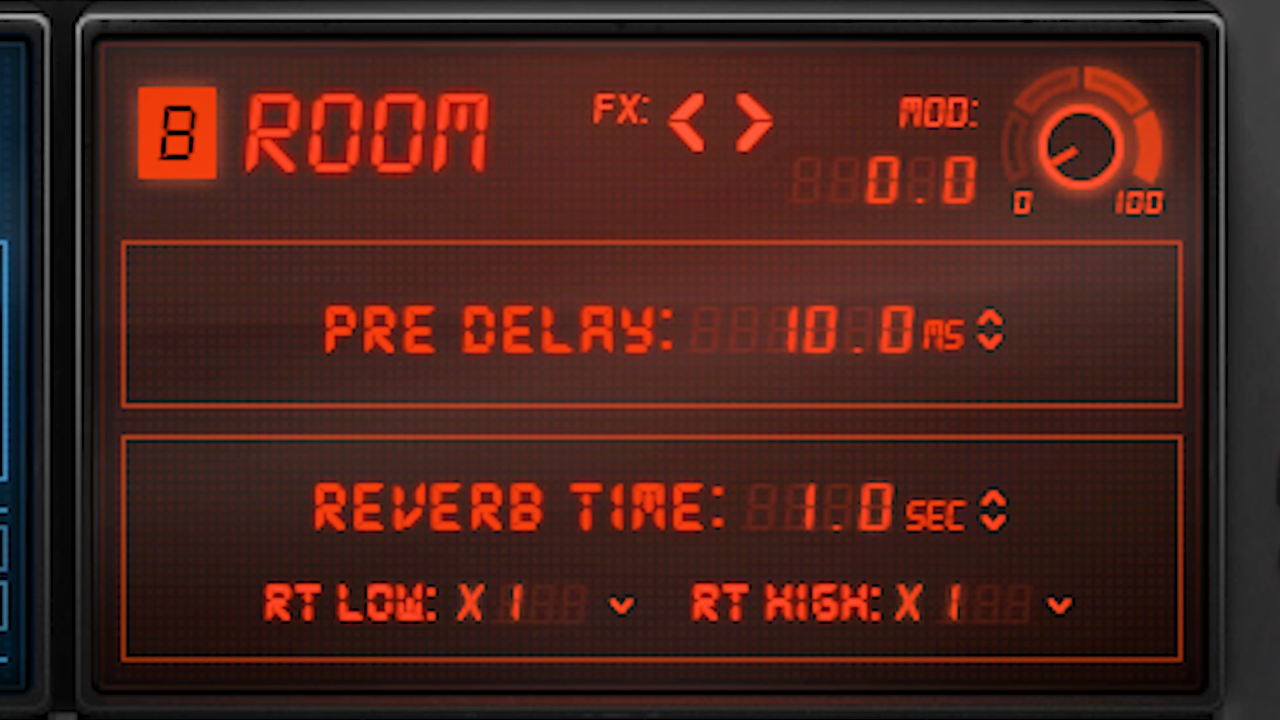 8 ROOM FX: < > MOD:
0.0
0 100
PRE DELAY: 10.0 MS
REVERB TIME: 1.0 SEC
RT LOW: X 1 RT HIGH: X 1